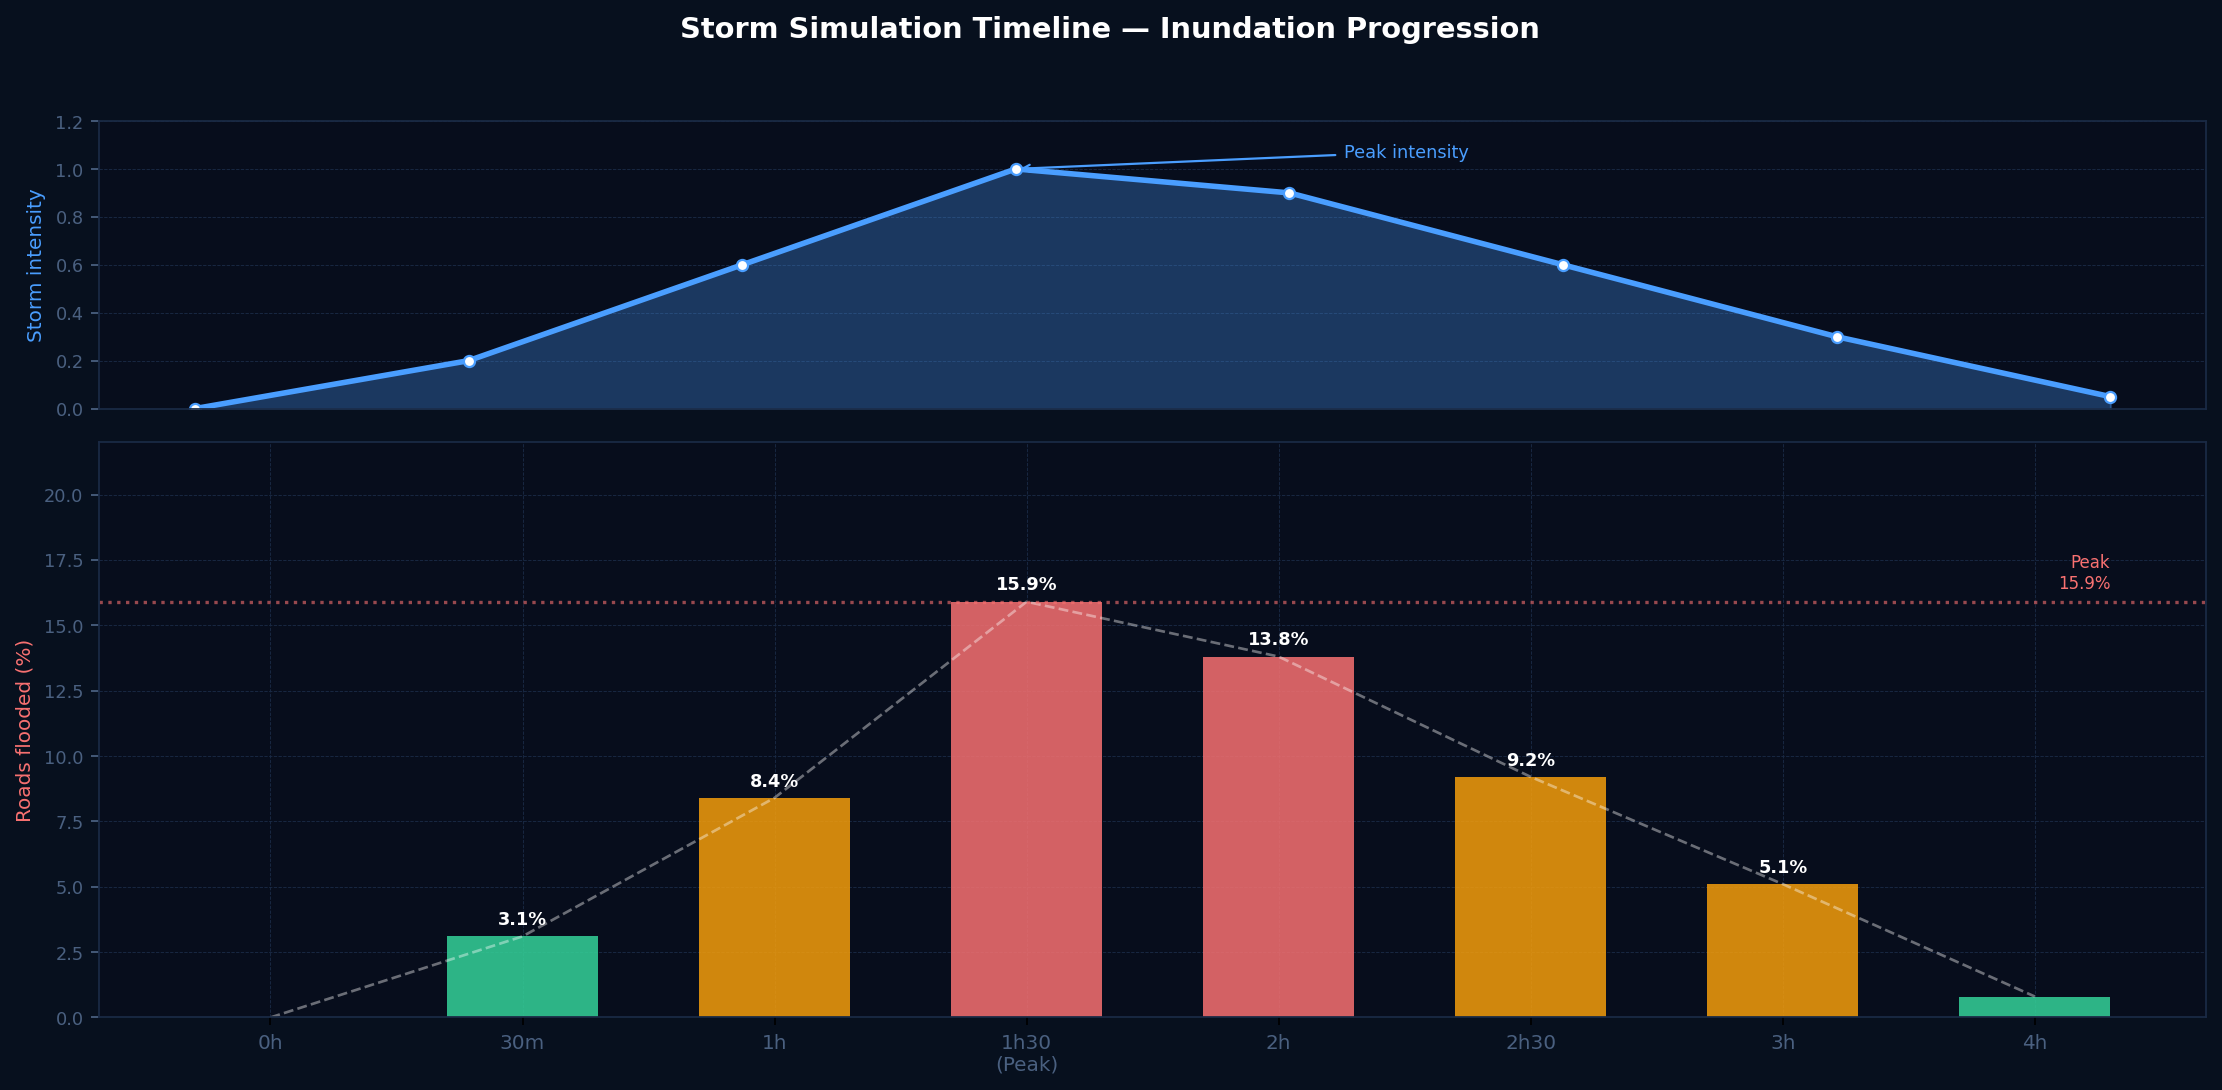 Storm Simulation Timeline — Inundation Progression
Storm intensity
1.2
1.0
0.8
0.6
0.4
0.2
0.0
Peak intensity
Roads flooded (%)
20.0
17.5
15.0
12.5
10.0
7.5
5.0
2.5
0.0
3.1%
8.4%
15.9%
13.8%
9.2%
5.1%
Peak
15.9%
0h
30m
1h
1h30
(Peak)
2h
2h30
3h
4h